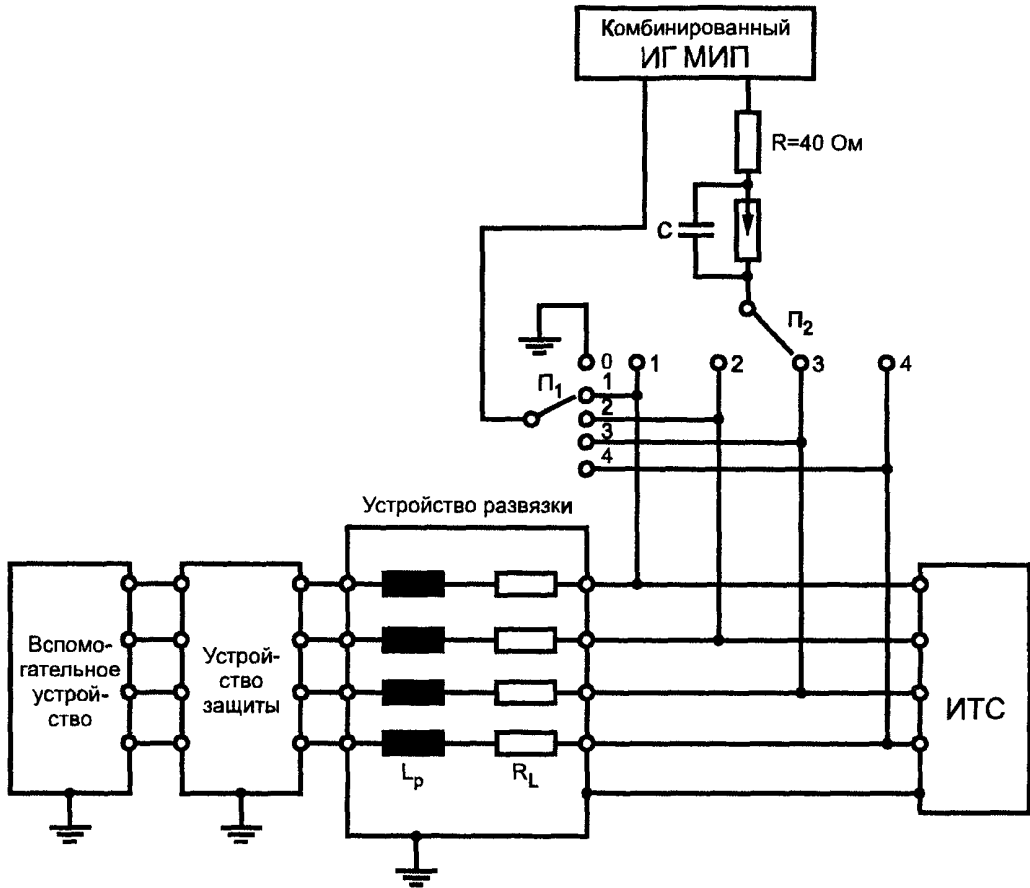 Комбинированный
ИГ МИП
R=40 Ом
C
П2
0
1
2
3
4
П1
1
2
3
4
Устройство развязки
Вспомо-
гательное
устрой-
ство
Устрой-
ство
защиты
Lр
RL
ИТС